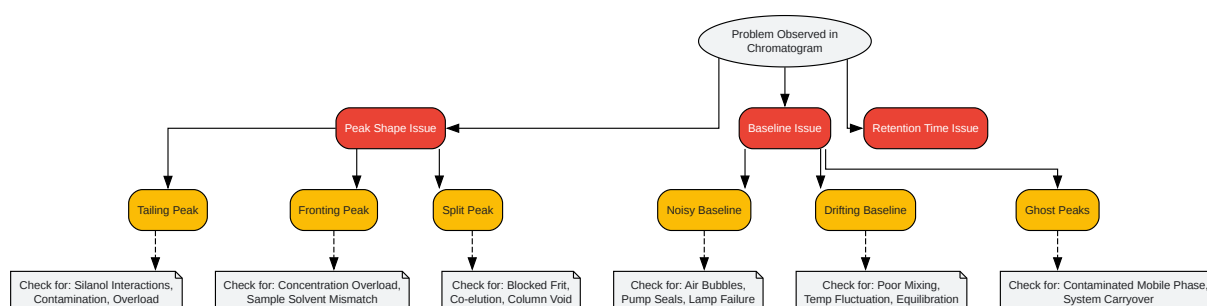 Problem Observed in
Chromatogram
Peak Shape Issue
Baseline Issue
Retention Time Issue
Tailing Peak
Fronting Peak
Split Peak
Noisy Baseline
Drifting Baseline
Ghost Peaks
Check for: Silanol Interactions,
Contamination, Overload
Check for: Concentration Overload,
Sample Solvent Mismatch
Check for: Blocked Frit,
Co-elution, Column Void
Check for: Air Bubbles,
Pump Seals, Lamp Failure
Check for: Poor Mixing,
Temp Fluctuation, Equilibration
Check for: Contaminated Mobile Phase,
System Carryover